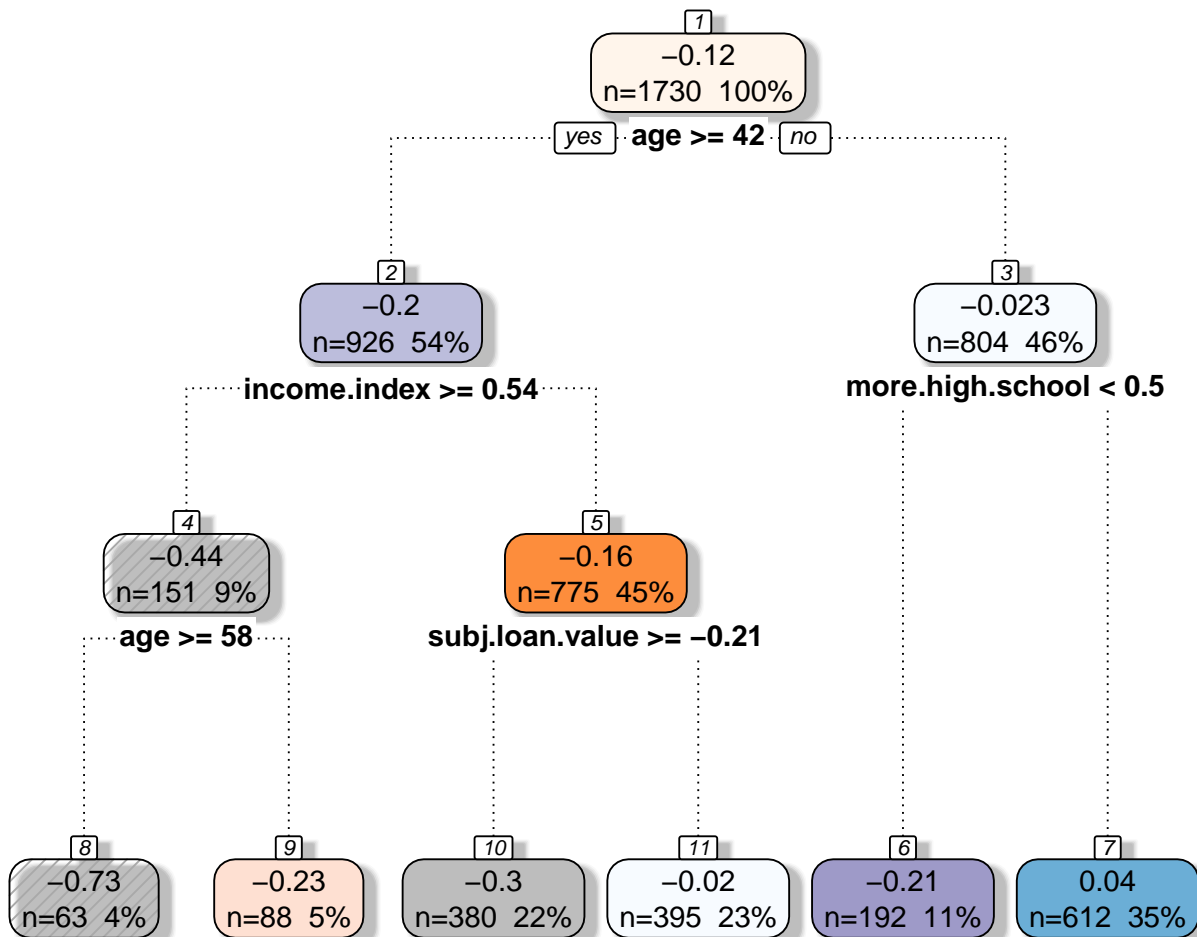 1
−0.12
n=1730 100%
yes age >= 42 no
2 3
−0.2 −0.023
n=926 54% n=804 46%
income.index >= 0.54 more.high.school < 0.5
4 5
−0.44 −0.16
n=151 9% n=775 45%
age >= 58 subj.loan.value >= −0.21
8 9 10 11 6 7
−0.73 −0.23 −0.3 −0.02 −0.21 0.04
n=63 4% n=88 5% n=380 22% n=395 23% n=192 11% n=612 35%